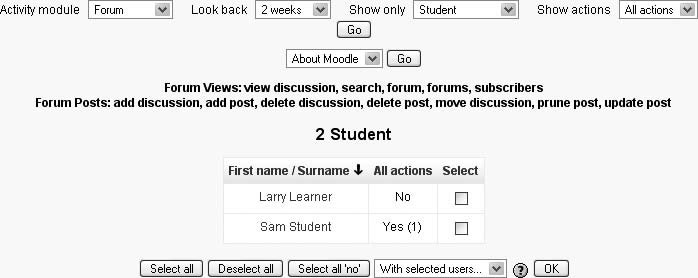 Activity module Forum Look back 2 weeks Show only Student Show actions All actions
Go
About Moodle Go
Forum Views: view discussion, search, forum, forums, subscribers
Forum Posts: add discussion, add post, delete discussion, delete post, move discussion, prune post, update post
2 Student
First name / Surname ↓ All actions Select
Larry Learner No
Sam Student Yes (1)
Select all Deselect all Select all 'no' With selected users... ? OK